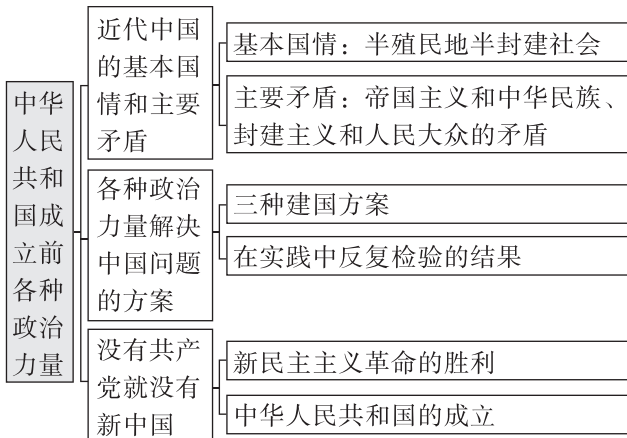 中华
人民
共和
国成
立前
各种
政治
力量
近代中国
的基本国
情和主要
矛盾
基本国情：半殖民地半封建社会
主要矛盾：帝国主义和中华民族、
封建主义和人民大众的矛盾
各种政治
力量解决
中国问题
的方案
三种建国方案
在实践中反复检验的结果
没有共产
党就没有
新中国
新民主主义革命的胜利
中华人民共和国的成立